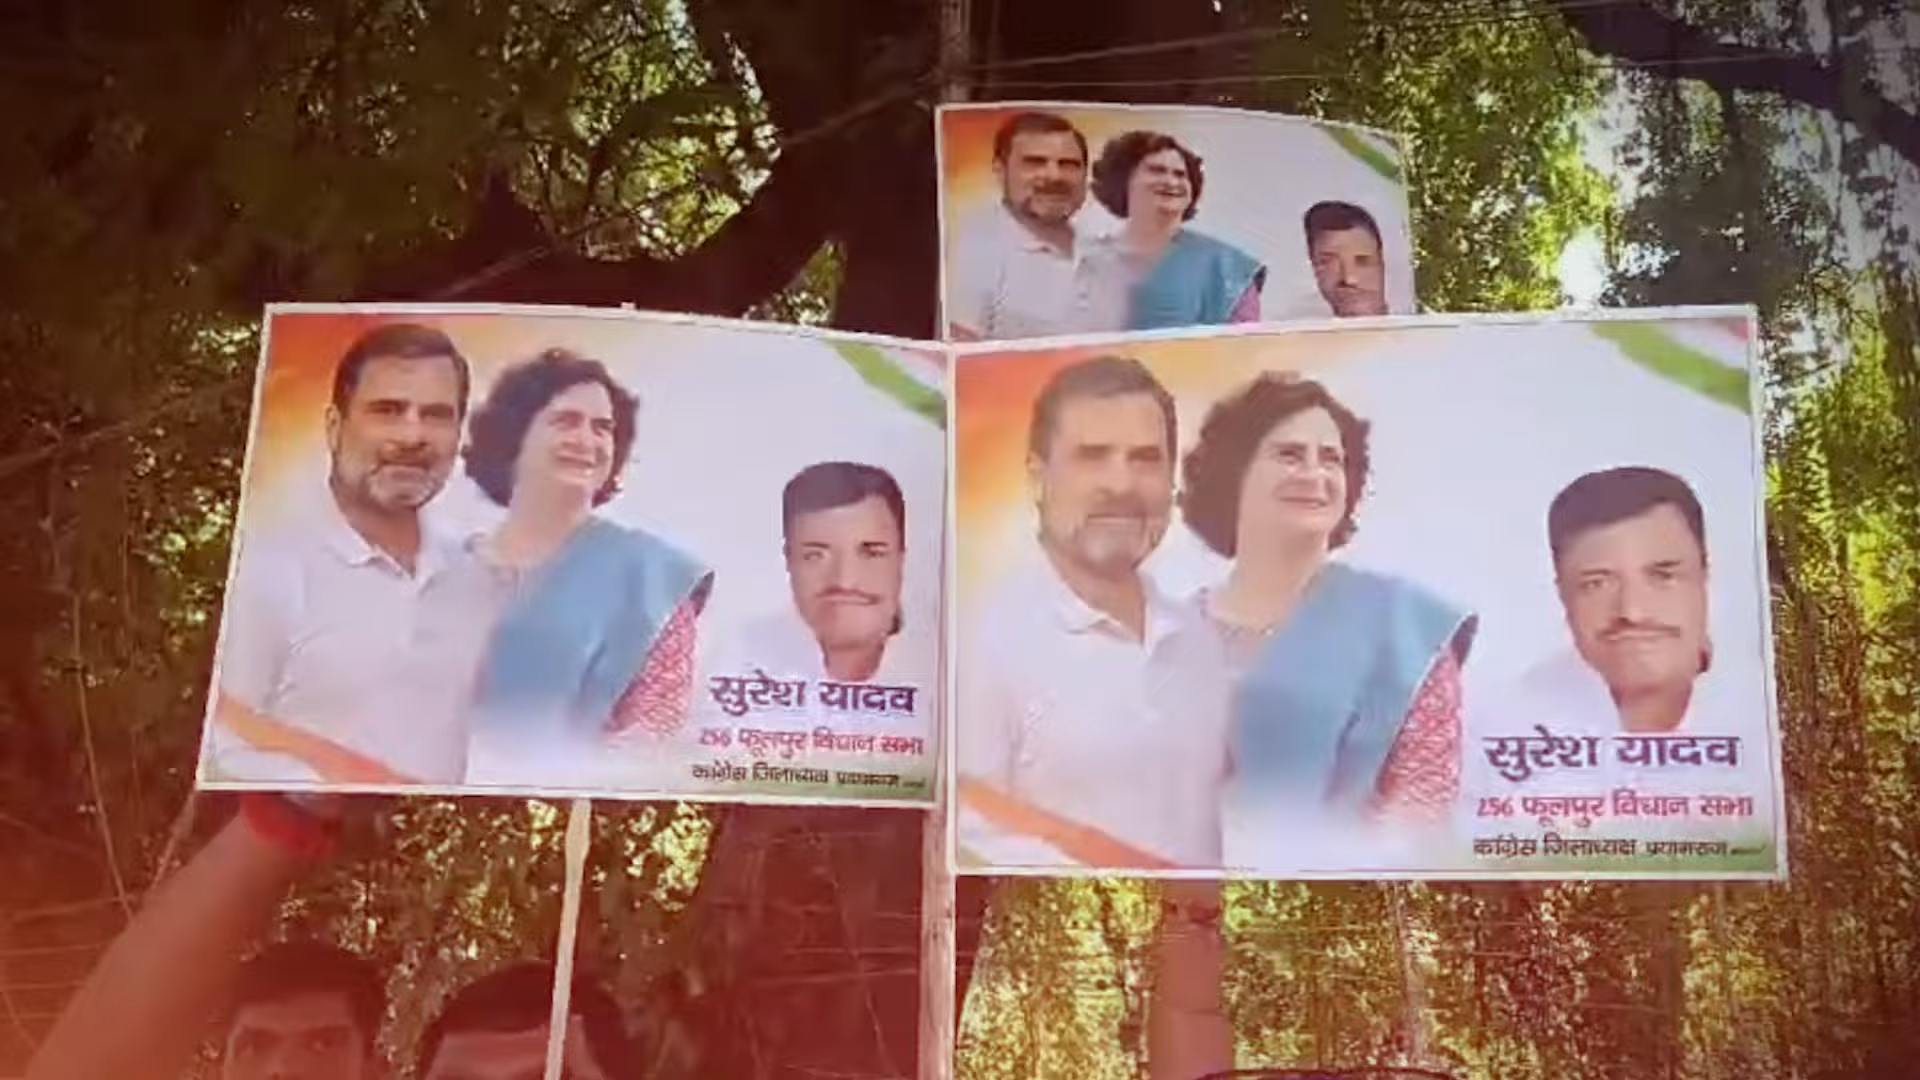 सुरेश यादव
256 फूलपुर विधान सभा
कांग्रेस जिलाध्यक्ष प्रयागराज
सुरेश यादव
256 फूलपुर विधान सभा
कांग्रेस जिलाध्यक्ष प्रयागराज